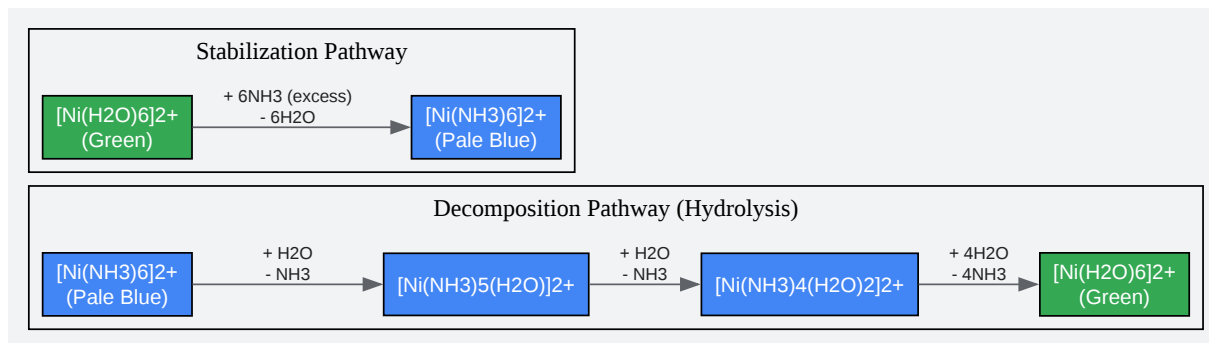 Stabilization Pathway
[Ni(H2O)6]2+
(Green)
+ 6NH3 (excess)
- 6H2O
[Ni(NH3)6]2+
(Pale Blue)
Decomposition Pathway (Hydrolysis)
[Ni(NH3)6]2+
(Pale Blue)
+ H2O
- NH3
[Ni(NH3)5(H2O)]2+
+ H2O
- NH3
[Ni(NH3)4(H2O)2]2+
+ 4H2O
- 4NH3
[Ni(H2O)6]2+
(Green)